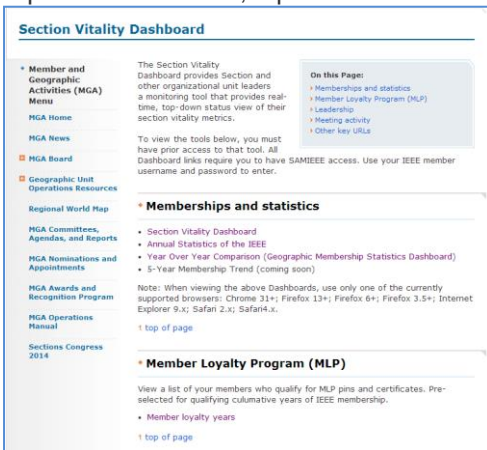 Section Vitality Dashboard
Member and
Geographic
Activities (MGA)
Menu
MGA Home
MGA News
MGA Board
Geographic Unit
Operations Resources
Regional World Map
MGA Committees,
Agendas, and Reports
MGA Nominations and
Appointments
MGA Awards and
Recognition Program
MGA Operations
Manual
Sections Congress
2014
The Section Vitality
Dashboard provides Section and
other organizational unit leaders
a monitoring tool that provides real-
time, top-down status view of their
section vitality metrics.
To view the tools below, you must
have prior access to that tool. All
Dashboard links require you to have SAMIEEE access. Use your IEEE member
username and password to enter.
On this Page:
Memberships and statistics
Member Loyalty Program (MLP)
Leadership
Meeting activity
Other key URLs
Memberships and statistics
• Section Vitality Dashboard
• Annual Statistics of the IEEE
• Year Over Year Comparison (Geographic Membership Statistics Dashboard)
• 5-Year Membership Trend (coming soon)
Note: When viewing the above Dashboards, use only one of the currently
supported browsers: Chrome 31+; Firefox 13+; Firefox 6+; Firefox 3.5+; Internet
Explorer 9.x; Safari 2.x; Safari4.x.
↑ top of page
Member Loyalty Program (MLP)
View a list of your members who qualify for MLP pins and certificates. Pre-
selected for qualifying culumative years of IEEE membership.
• Member loyalty years
↑ top of page